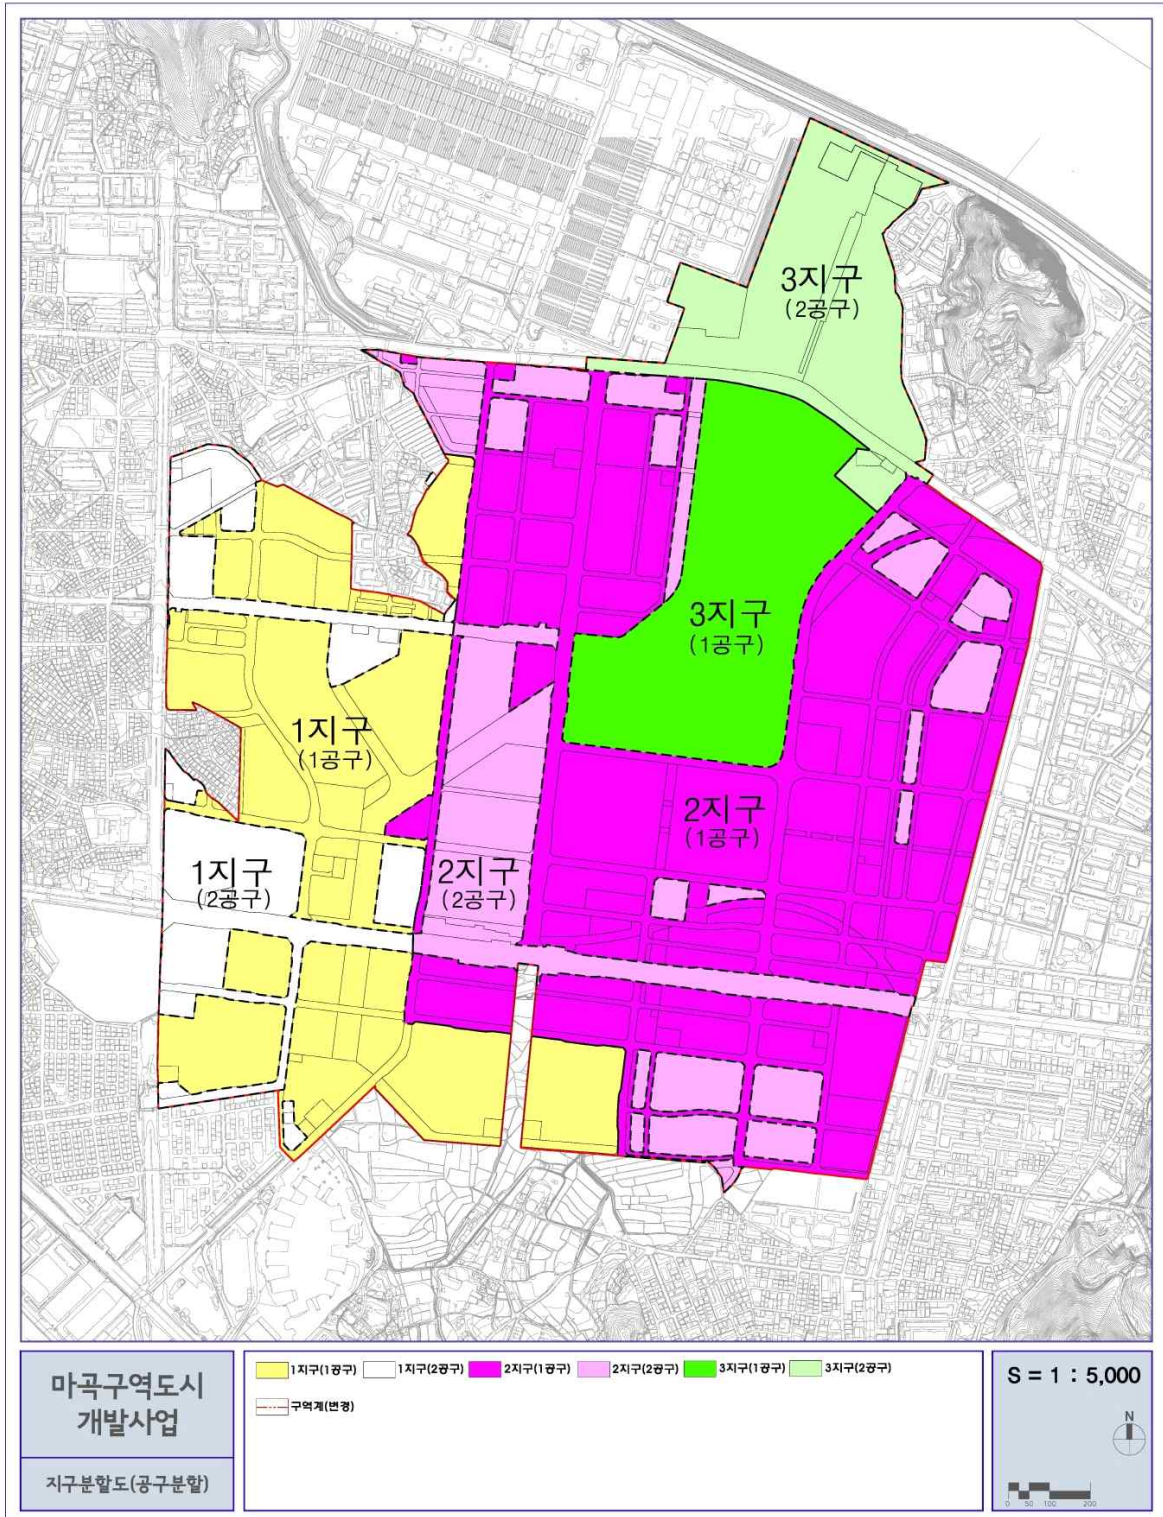 3지구
(2공구)
3지구
(1공구)
1지구
(1공구)
2지구
(1공구)
1지구
(2공구)
2지구
(2공구)
마곡구역도시
개발사업
지구분할도(공구분할)
1지구(1공구)
1지구(2공구)
2지구(1공구)
2지구(2공구)
3지구(1공구)
3지구(2공구)
구역계(변경)
S = 1 : 5,000
N
0 50 100 200